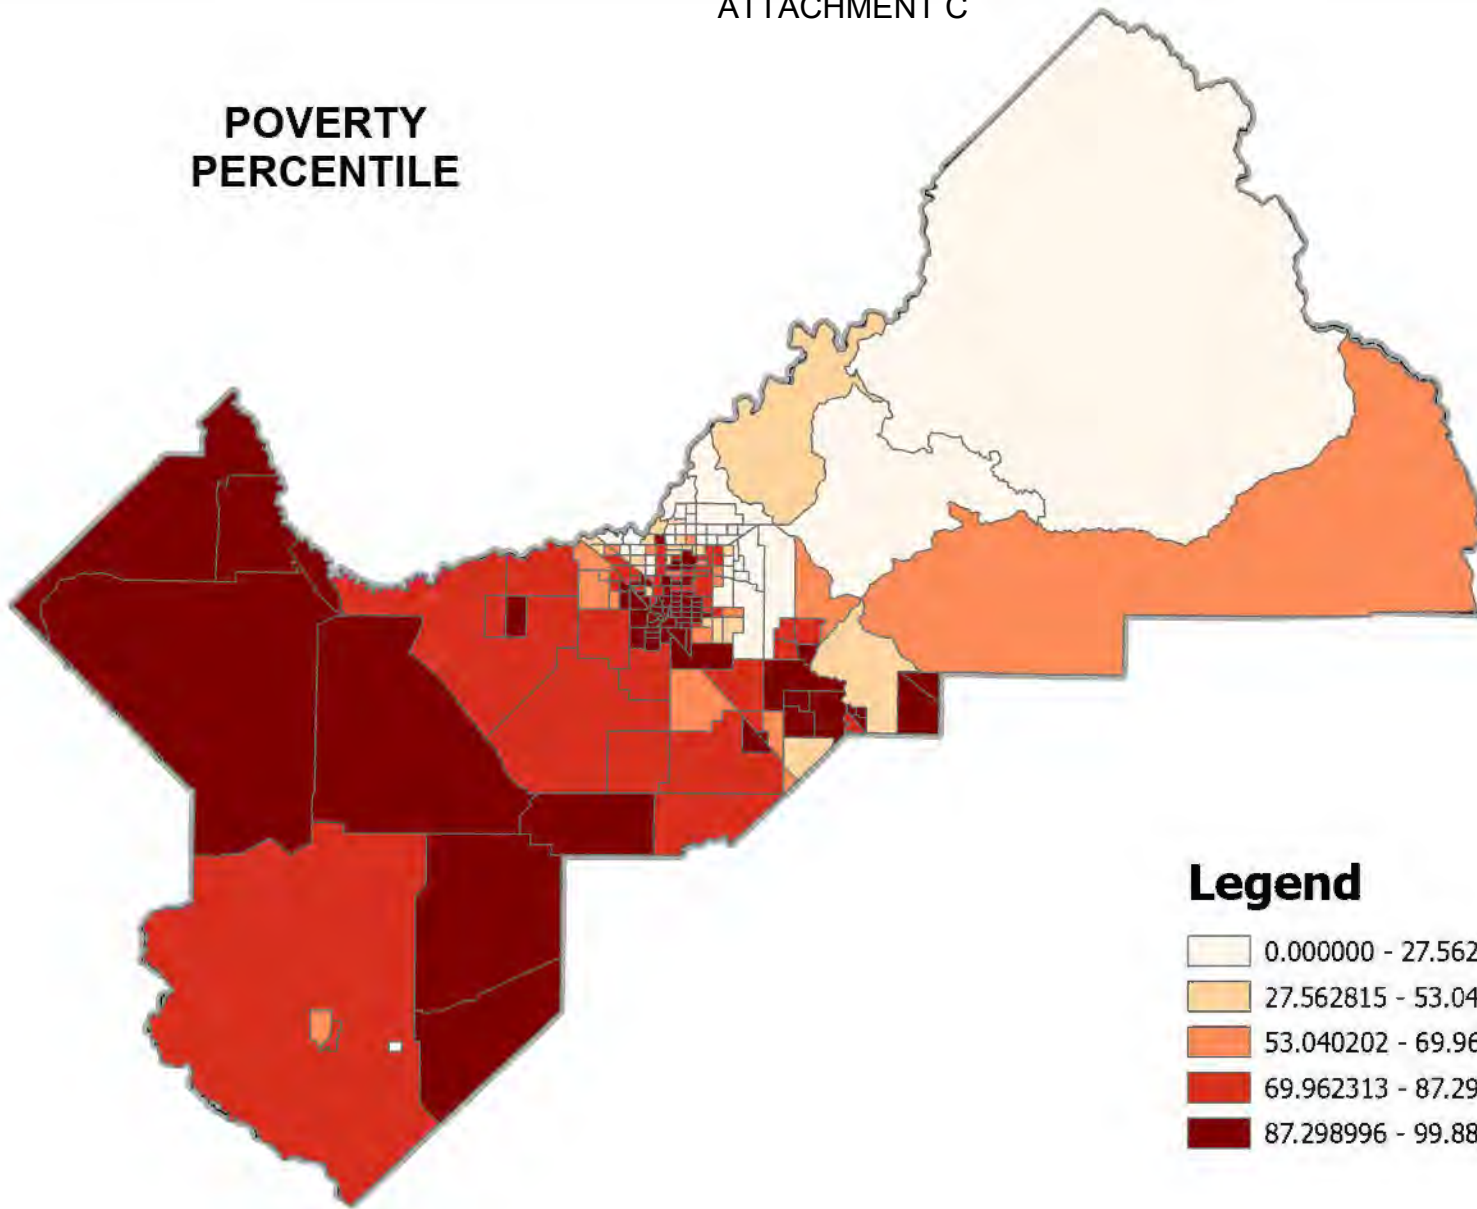 ATTACHMENT C
POVERTY
PERCENTILE
Legend
0.000000 - 27.562
27.562815 - 53.04
53.040202 - 69.96
69.962313 - 87.29
87.298996 - 99.88